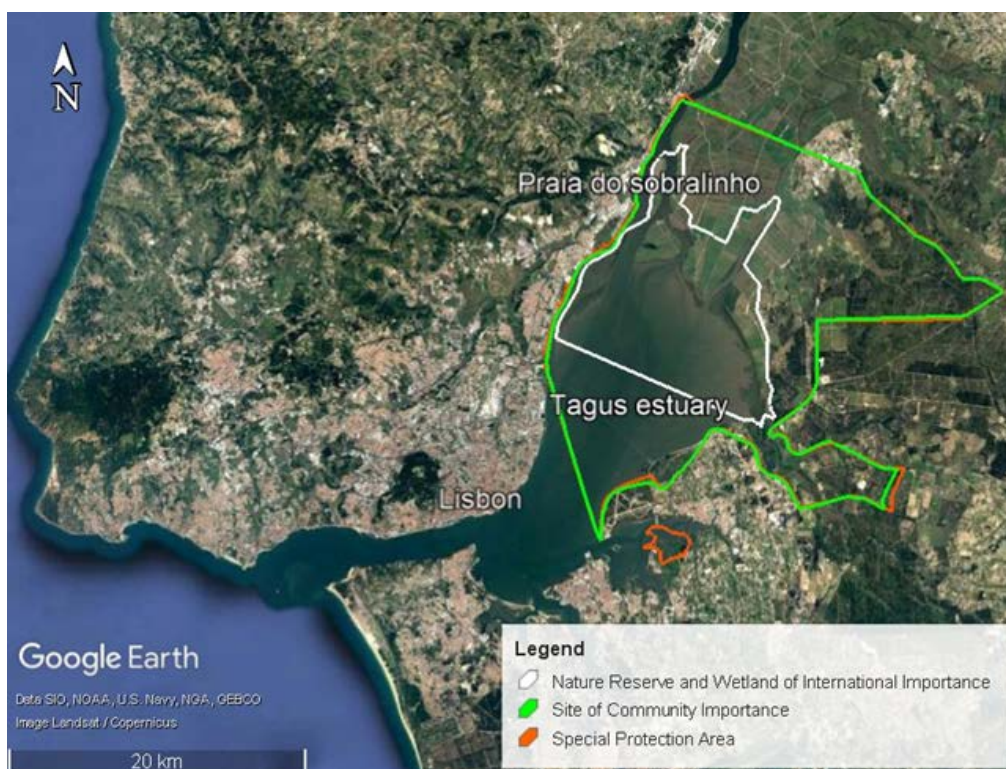 N
Praia do sobralinho
Tagus estuary
Lisbon
Google Earth
Data SIO, NOAA, U.S. Navy, NGA, GEBCO
Image Landsat / Copernicus
20 km
Legend
Nature Reserve and Wetland of International Importance
Site of Community Importance
Special Protection Area